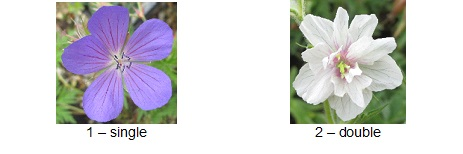 1 – single
2 – double